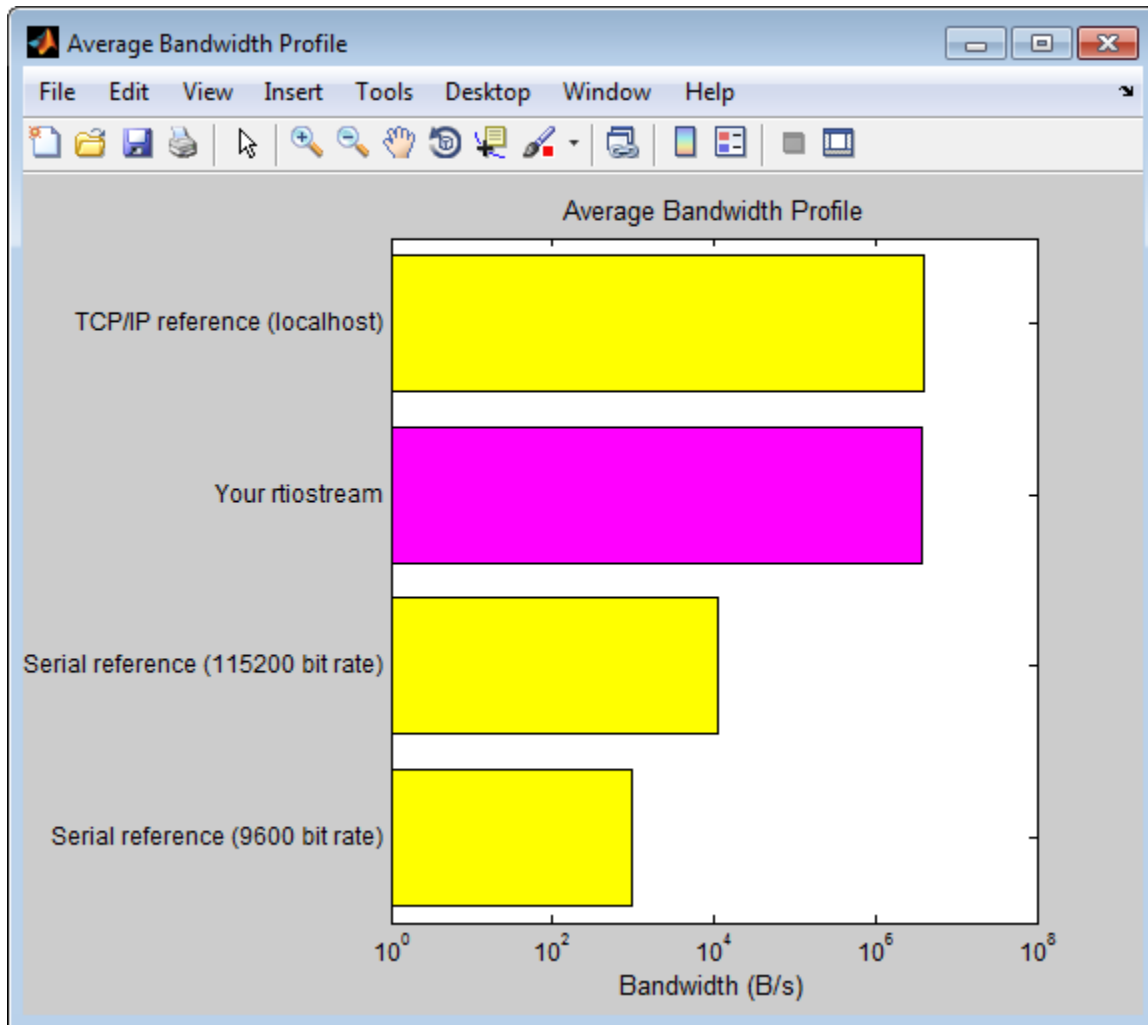 Average Bandwidth Profile
File Edit View Insert Tools Desktop Window Help
Average Bandwidth Profile
TCP/IP reference (localhost)
Your rtiostream
Serial reference (115200 bit rate)
Serial reference (9600 bit rate)
10^0 10^2 10^4 10^6 10^8
Bandwidth (B/s)